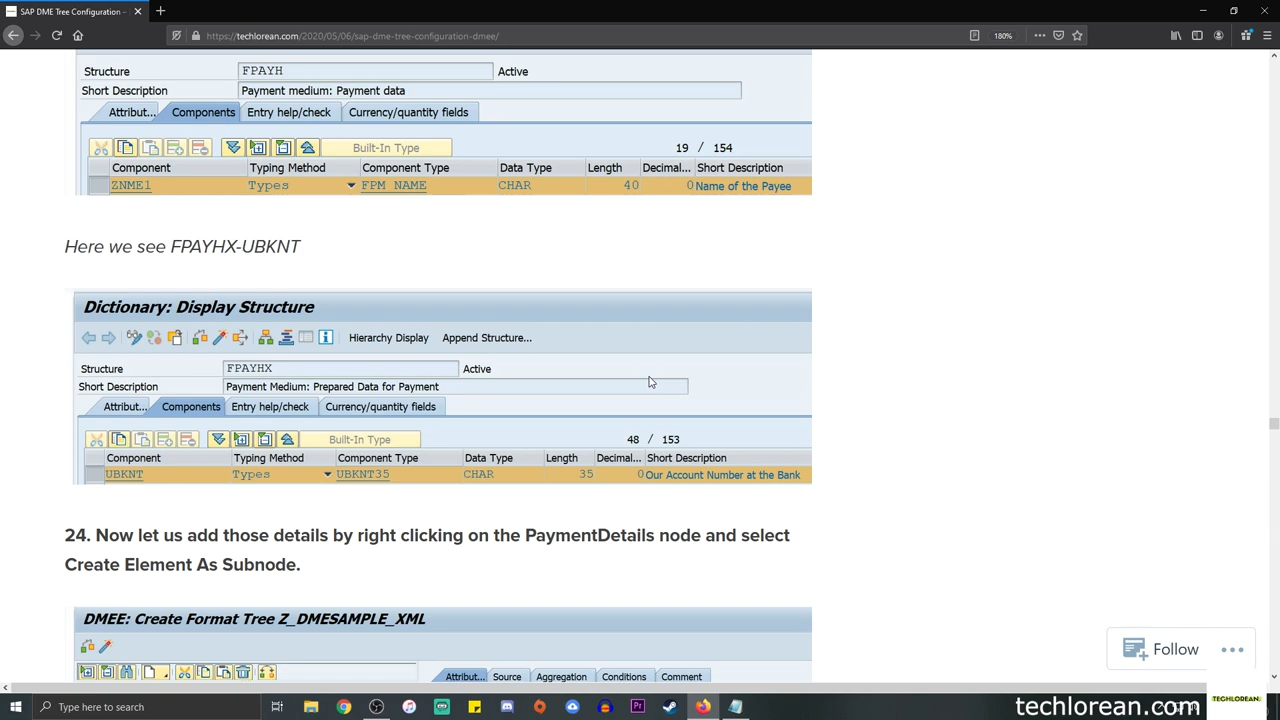 SAP DME Tree Configuration –
https://techlorean.com/2020/05/06/sap-dme-tree-configuration-dmee/
180%
Structure FPAYH Active
Short Description Payment medium: Payment data
Attribut... Components Entry help/check Currency/quantity fields
Built-In Type 19 / 154
Component Typing Method Component Type Data Type Length Decimal... Short Description
ZNME1 Types FPM_NAME CHAR 40 0 Name of the Payee
Here we see FPAYHX-UBKNT
Dictionary: Display Structure
Hierarchy Display Append Structure...
Structure FPAYHX Active
Short Description Payment Medium: Prepared Data for Payment
Attribut... Components Entry help/check Currency/quantity fields
Built-In Type 48 / 153
Component Typing Method Component Type Data Type Length Decimal... Short Description
UBKNT Types UBKNT35 CHAR 35 0 Our Account Number at the Bank
24. Now let us add those details by right clicking on the PaymentDetails node and select
Create Element As Subnode.
DMEE: Create Format Tree Z_DMESAMPLE_XML
Attribut... Source Aggregation Conditions Comment
Follow
Type here to search
techlorean.com
TECHLOREAN